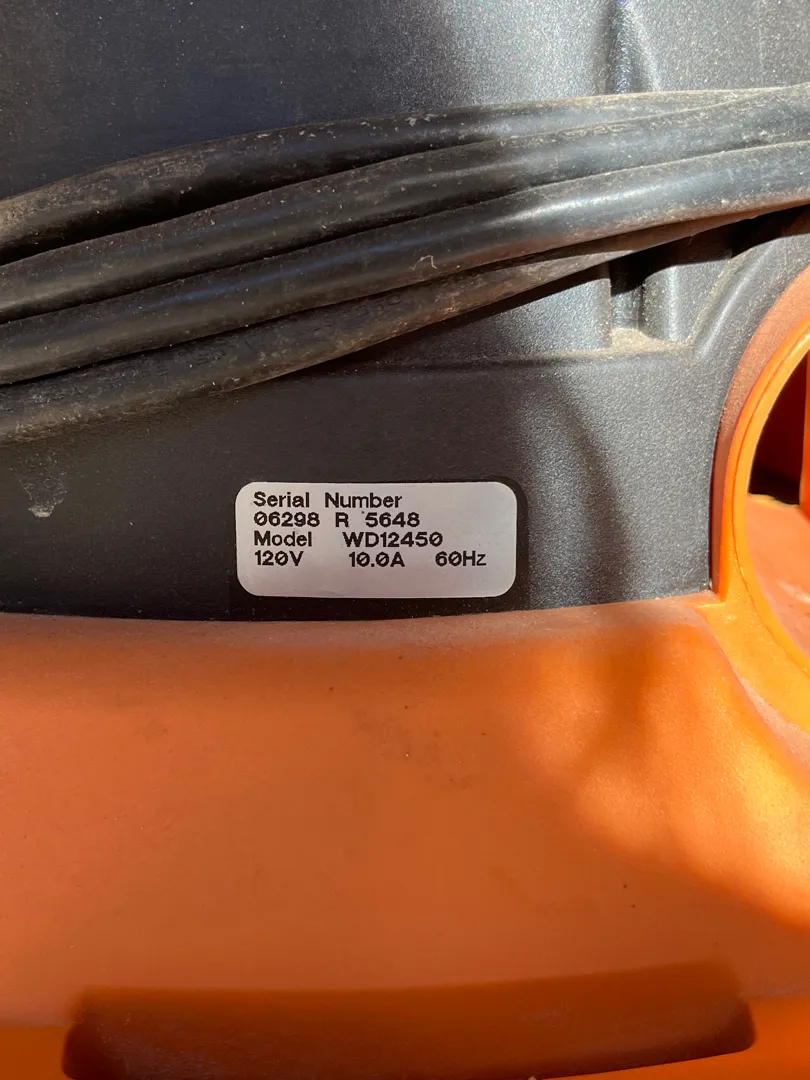 Serial Number
06298 R 5648
Model WD12450
120V 10.0A 60Hz